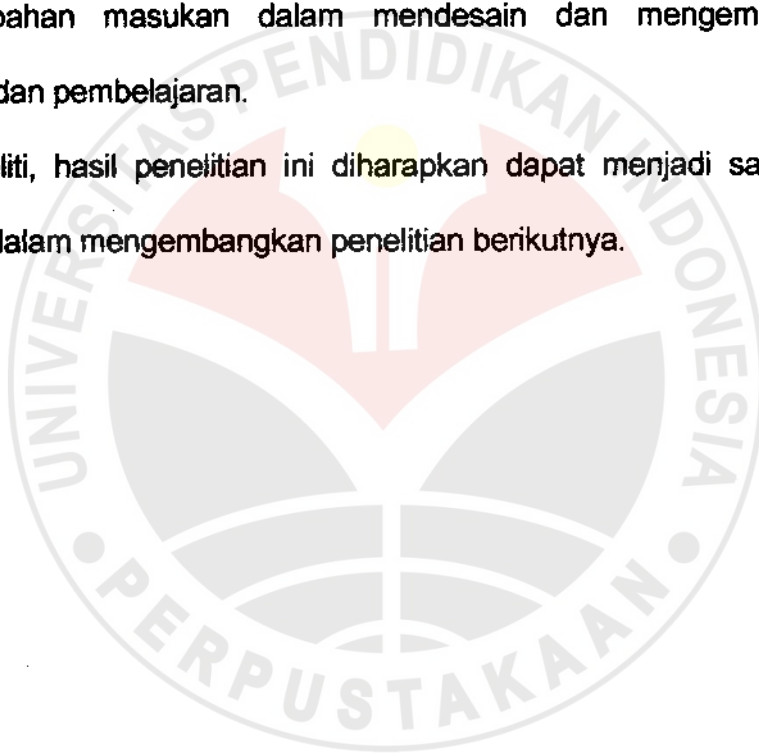 bahan masukan dalam mendesain dan mengem
dan pembelajaran.
liti, hasil penelitian ini diharapkan dapat menjadi sa
dalam mengembangkan penelitian berikutnya.
UNIVERSITAS PENDIDIKAN INDONESIA
PERPUSTAKAAN